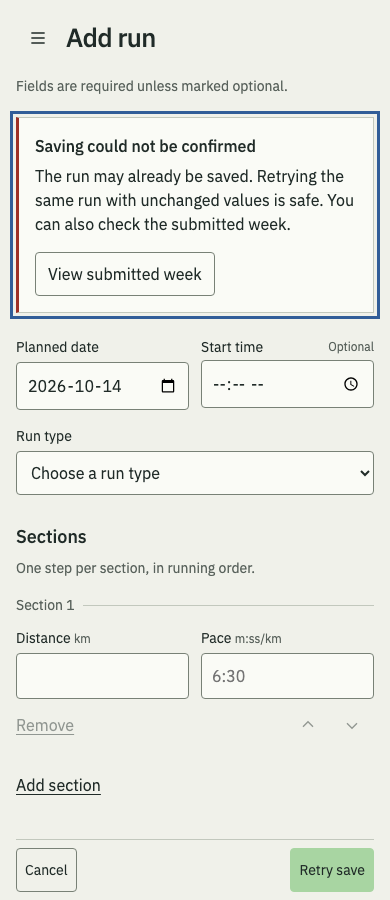 Add run
Fields are required unless marked optional.
Saving could not be confirmed
The run may already be saved. Retrying the
same run with unchanged values is safe. You
can also check the submitted week.
View submitted week
Planned date
Start time Optional
2026-10-14
--:-- --
Run type
Choose a run type
Sections
One step per section, in running order.
Section 1
Distance km
Pace m:ss/km
6:30
Remove
Add section
Cancel
Retry save